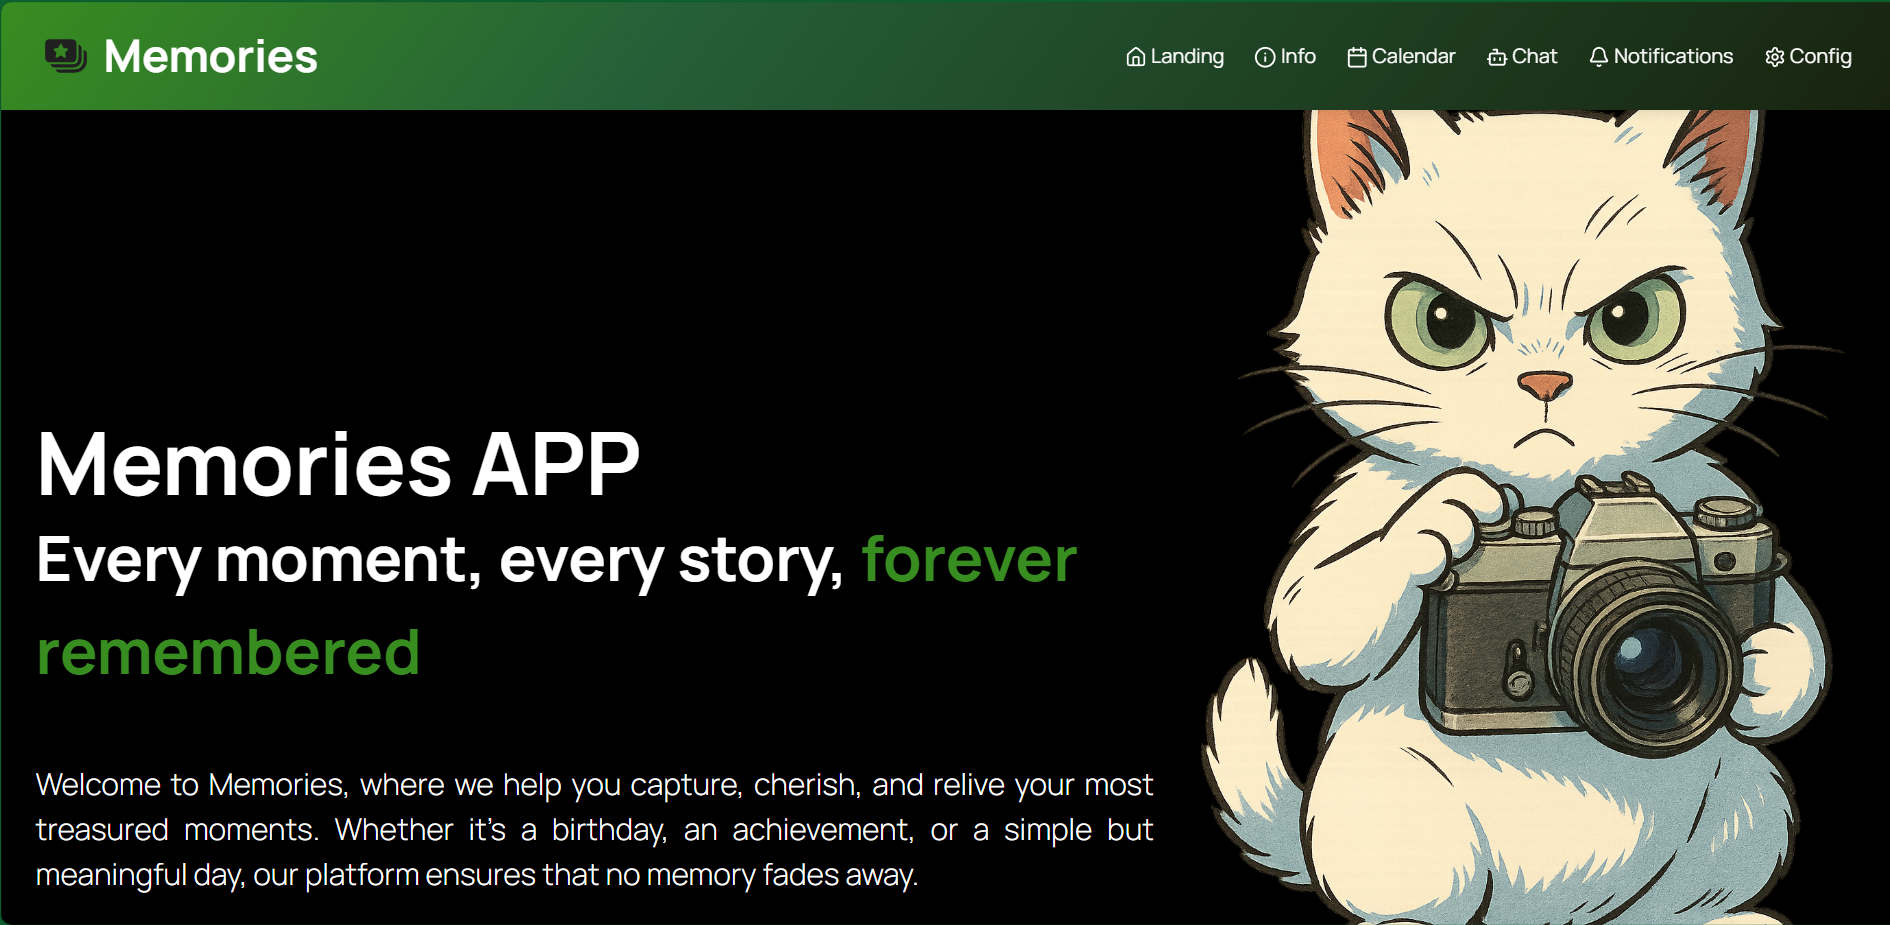 Memories
Landing
Info
Calendar
Chat
Notifications
Config
Memories APP
Every moment, every story, forever
remembered
Welcome to Memories, where we help you capture, cherish, and relive your most
treasured moments. Whether it’s a birthday, an achievement, or a simple but
meaningful day, our platform ensures that no memory fades away.